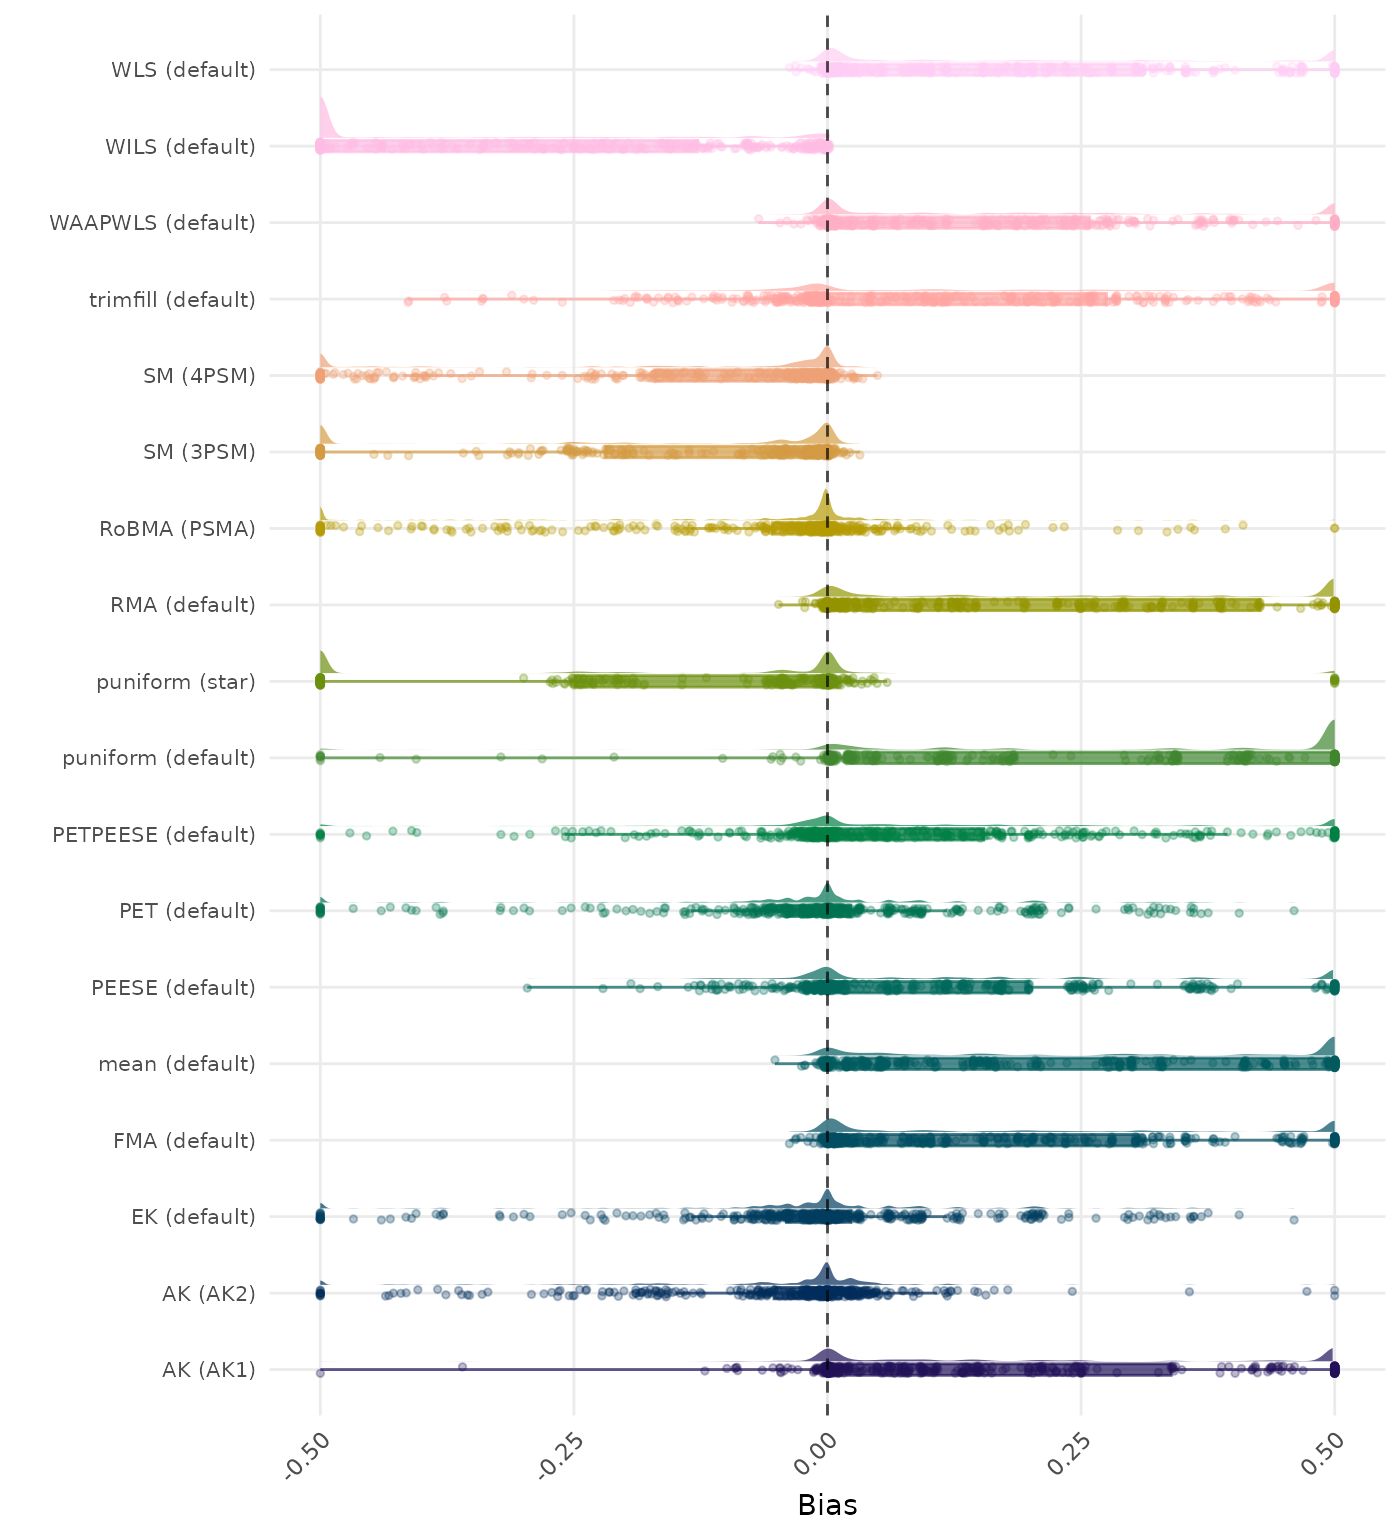 WLS (default)
WILS (default)
WAAPWLS (default)
trimfill (default)
SM (4PSM)
SM (3PSM)
RoBMA (PSMA)
RMA (default)
puniform (star)
puniform (default)
PETPEESE (default)
PET (default)
PEESE (default)
mean (default)
FMA (default)
EK (default)
AK (AK2)
AK (AK1)
-0.50 -0.25 0.00 0.25 0.50
Bias